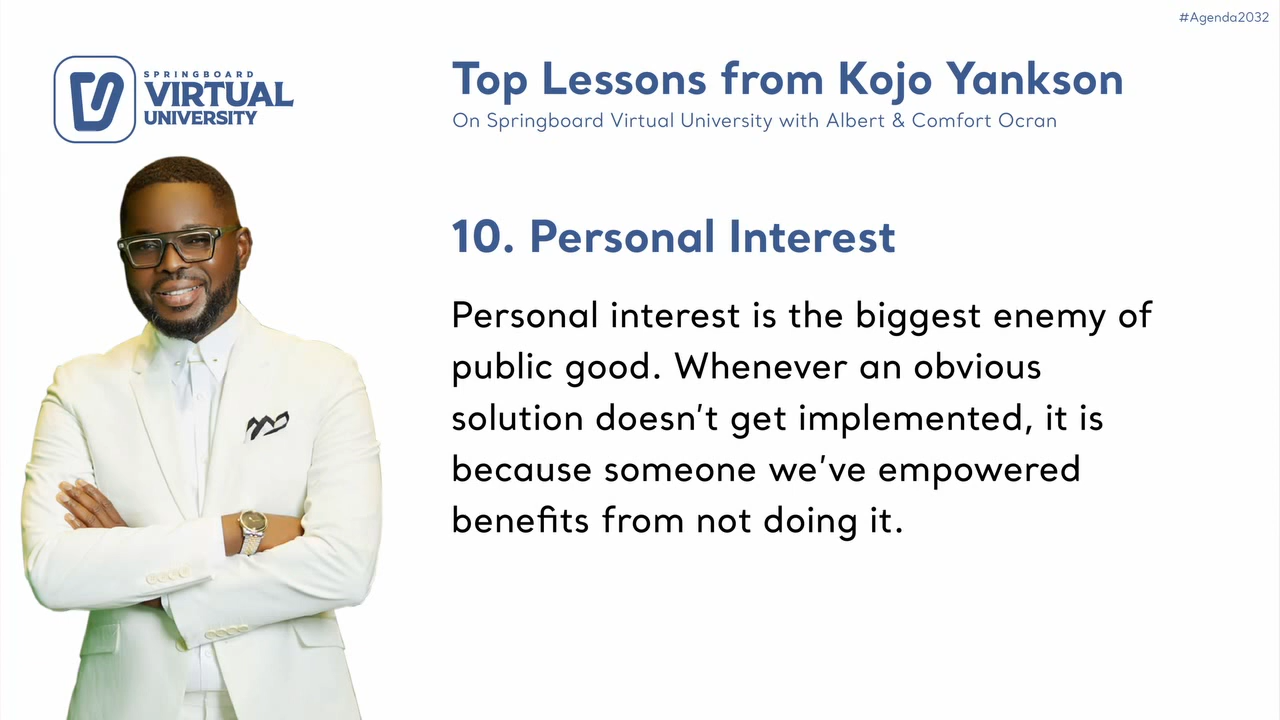 #Agenda2032
SPRINGBOARD
VIRTUAL
UNIVERSITY
Top Lessons from Kojo Yankson
On Springboard Virtual University with Albert & Comfort Ocran
10. Personal Interest
Personal interest is the biggest enemy of
public good. Whenever an obvious
solution doesn't get implemented, it is
because someone we've empowered
benefits from not doing it.